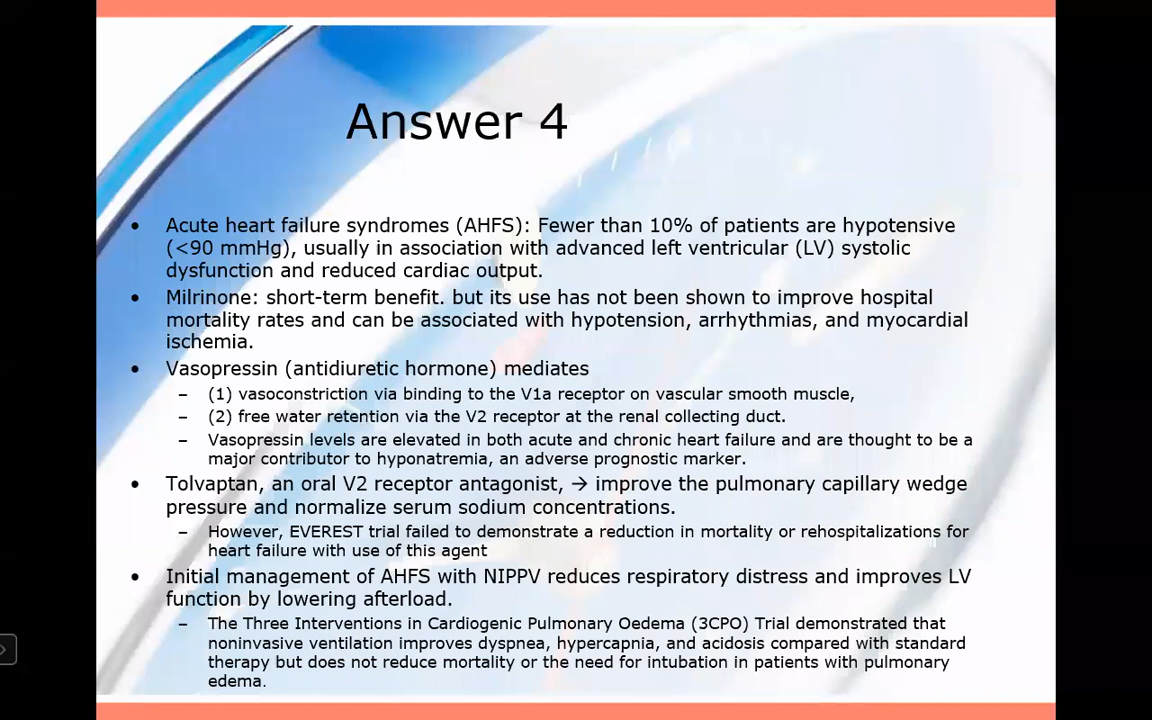 Answer 4
• Acute heart failure syndromes (AHFS): Fewer than 10% of patients are hypotensive
(<90 mmHg), usually in association with advanced left ventricular (LV) systolic
dysfunction and reduced cardiac output.
• Milrinone: short-term benefit. but its use has not been shown to improve hospital
mortality rates and can be associated with hypotension, arrhythmias, and myocardial
ischemia.
• Vasopressin (antidiuretic hormone) mediates
– (1) vasoconstriction via binding to the V1a receptor on vascular smooth muscle,
– (2) free water retention via the V2 receptor at the renal collecting duct.
– Vasopressin levels are elevated in both acute and chronic heart failure and are thought to be a
major contributor to hyponatremia, an adverse prognostic marker.
• Tolvaptan, an oral V2 receptor antagonist, → improve the pulmonary capillary wedge
pressure and normalize serum sodium concentrations.
– However, EVEREST trial failed to demonstrate a reduction in mortality or rehospitalizations for
heart failure with use of this agent
• Initial management of AHFS with NIPPV reduces respiratory distress and improves LV
function by lowering afterload.
– The Three Interventions in Cardiogenic Pulmonary Oedema (3CPO) Trial demonstrated that
noninvasive ventilation improves dyspnea, hypercapnia, and acidosis compared with standard
therapy but does not reduce mortality or the need for intubation in patients with pulmonary
edema.